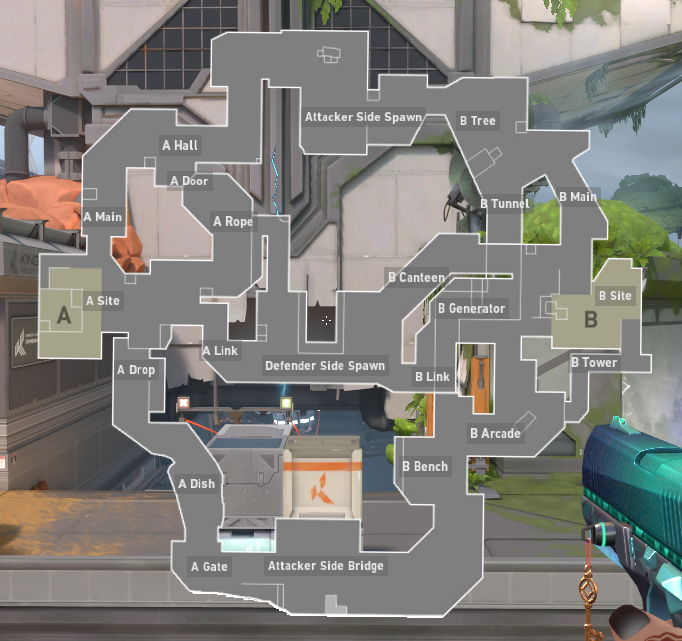 Attacker Side Spawn
B Tree
A Hall
A Door
A Main
A Rope
B Tunnel
B Main
B Canteen
A Site
A
B Site
B
B Generator
A Link
Defender Side Spawn
B Link
B Tower
A Drop
B Arcade
B Bench
A Dish
A Gate
Attacker Side Bridge